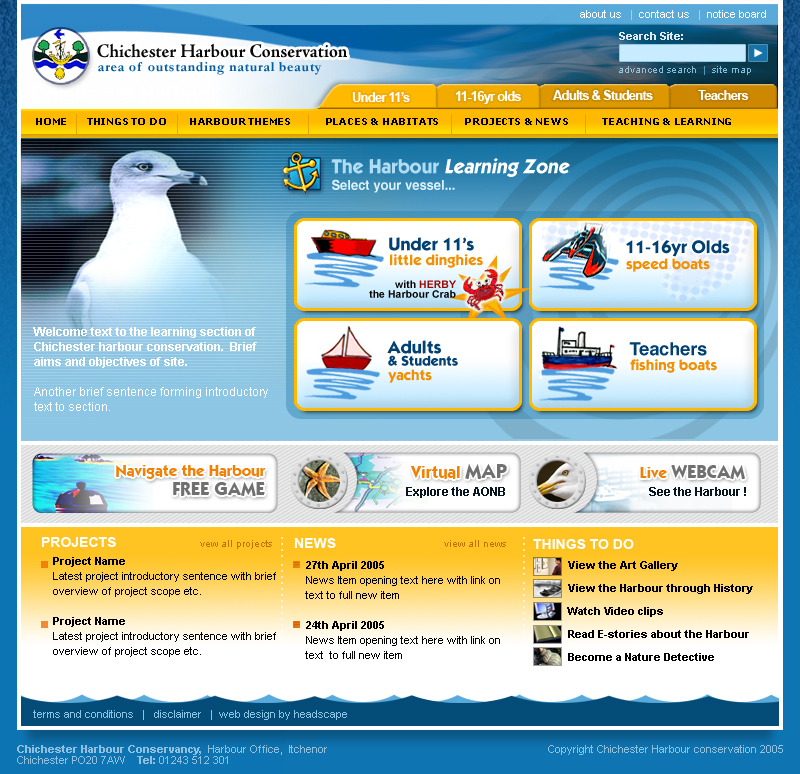 about us | contact us | notice board
Chichester Harbour Conservation
area of outstanding natural beauty
Search Site:
advanced search | site map
Under 11's
11-16yr olds
Adults & Students
Teachers
HOME
THINGS TO DO
HARBOUR THEMES
PLACES & HABITATS
PROJECTS & NEWS
TEACHING & LEARNING
The Harbour Learning Zone
Select your vessel...
Under 11's
little dinghies
with HERBY
the Harbour Crab
11-16yr Olds
speed boats
Adults
& Students
yachts
Teachers
fishing boats
Welcome text to the learning section of
Chichester harbour conservation. Brief
aims and objectives of site.
Another brief sentence forming introductory
text to section.
Navigate the Harbour
FREE GAME
Virtual MAP
Explore the AONB
Live WEBCAM
See the Harbour !
PROJECTS
vew all projects
Project Name
Latest project introductory sentence with brief
overview of project scope etc.
Project Name
Latest project introductory sentence with brief
overview of project scope etc.
NEWS
view all news
27th April 2005
News Item opening text here with link on
text to full new item
24th April 2005
News Item opening text here with link on
text to full new item
THINGS TO DO
View the Art Gallery
View the Harbour through History
Watch Video clips
Read E-stories about the Harbour
Become a Nature Detective
terms and conditions | disclaimer | web design by headscape
Chichester Harbour Conservancy, Harbour Office, Itchenor
Chichester PO20 7AW Tel: 01243 512 301
Copyright Chichester Harbour conservation 2005